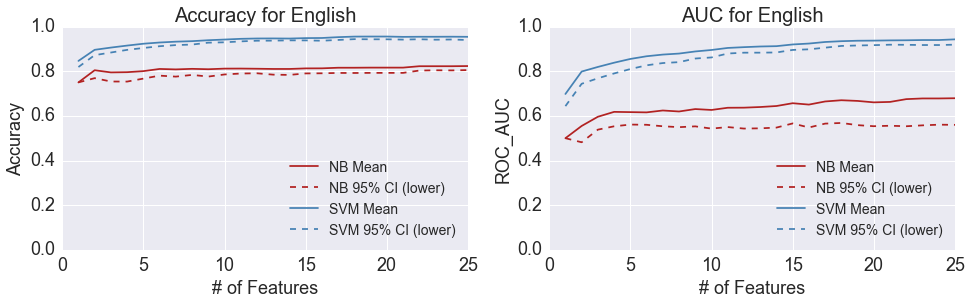 Accuracy for English
1.0
0.8
0.6
0.4
0.2
0.0
Accuracy
NB Mean
NB 95% CI (lower)
SVM Mean
SVM 95% CI (lower)
0 5 10 15 20 25
# of Features
AUC for English
1.0
0.8
0.6
0.4
0.2
0.0
ROC_AUC
NB Mean
NB 95% CI (lower)
SVM Mean
SVM 95% CI (lower)
0 5 10 15 20 25
# of Features